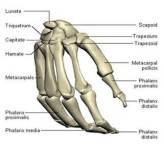 Lunate
Triquetrum
Capitate
Hamate
Metacarpals
Phalanx
proximalis
Phalanx media
Scaphoid
Trapezium
Trapezoid
Metacarpal
pollicis
Phalanx
proximalis
Phalanx
distalis
Phalanx
distalis